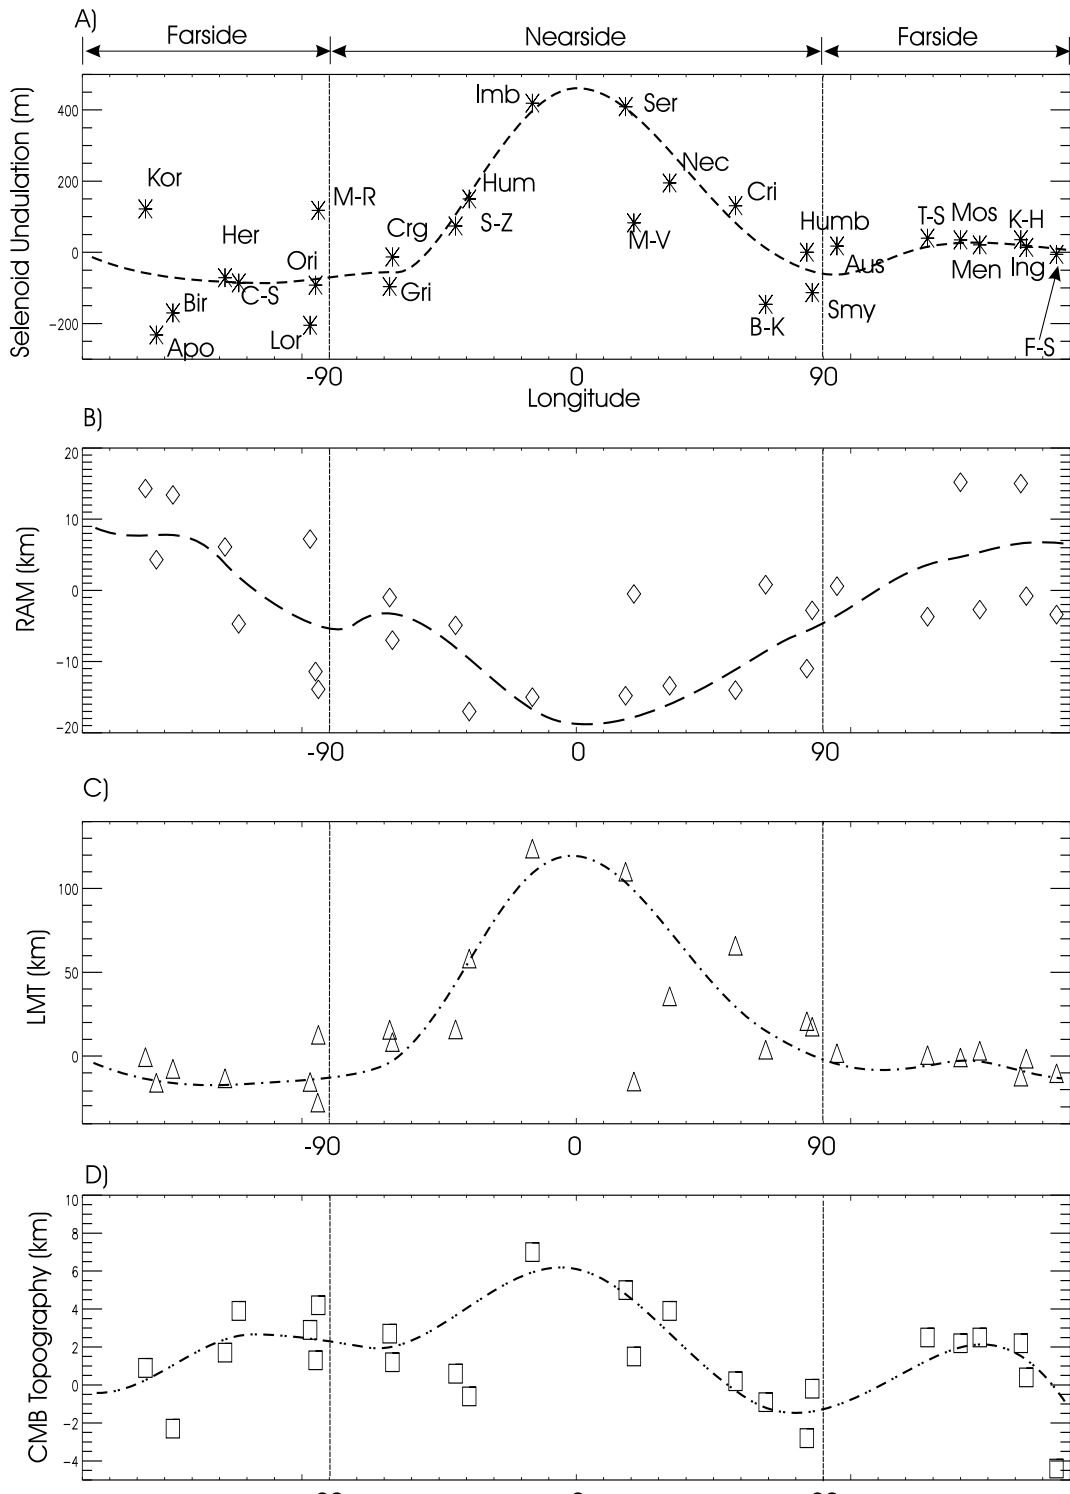 A)
Farside Nearside Farside
Selenoid Undulation (m)
400
200
0
-200
Imb Ser
Kor M-R Hum Nec Cri
Her Crg S-Z M-V Humb T-S Mos K-H
Ori Aus
Bir C-S Gri Men Ing
Apo Lor B-K Smy F-S
-90 0 90
Longitude
B)
RAM (km)
20
10
0
-10
-20
-90 0 90
C)
LMT (km)
100
50
0
-90 0 90
D)
CMB Topography (km)
10
8
6
4
2
0
-2
-4